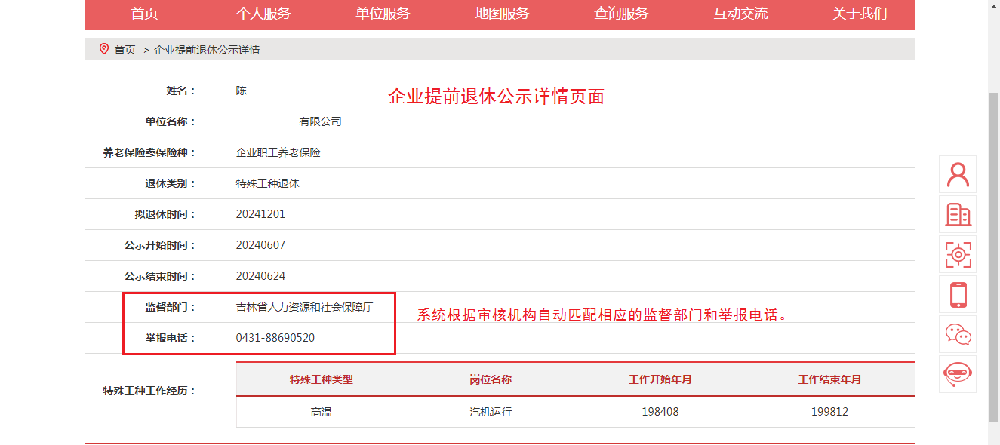 首页 个人服务 单位服务 地图服务 查询服务 互动交流 关于我们
首页 > 企业提前退休公示详情
姓名： 陈
企业提前退休公示详情页面
单位名称： 有限公司
养老保险参保险种： 企业职工养老保险
退休类别： 特殊工种退休
拟退休时间： 20241201
公示开始时间： 20240607
公示结束时间： 20240624
监督部门： 吉林省人力资源和社会保障厅
系统根据审核机构自动匹配相应的监督部门和举报电话。
举报电话： 0431-88690520
特殊工种工作经历：
特殊工种类型 岗位名称 工作开始年月 工作结束年月
高温 汽机运行 198408 199812